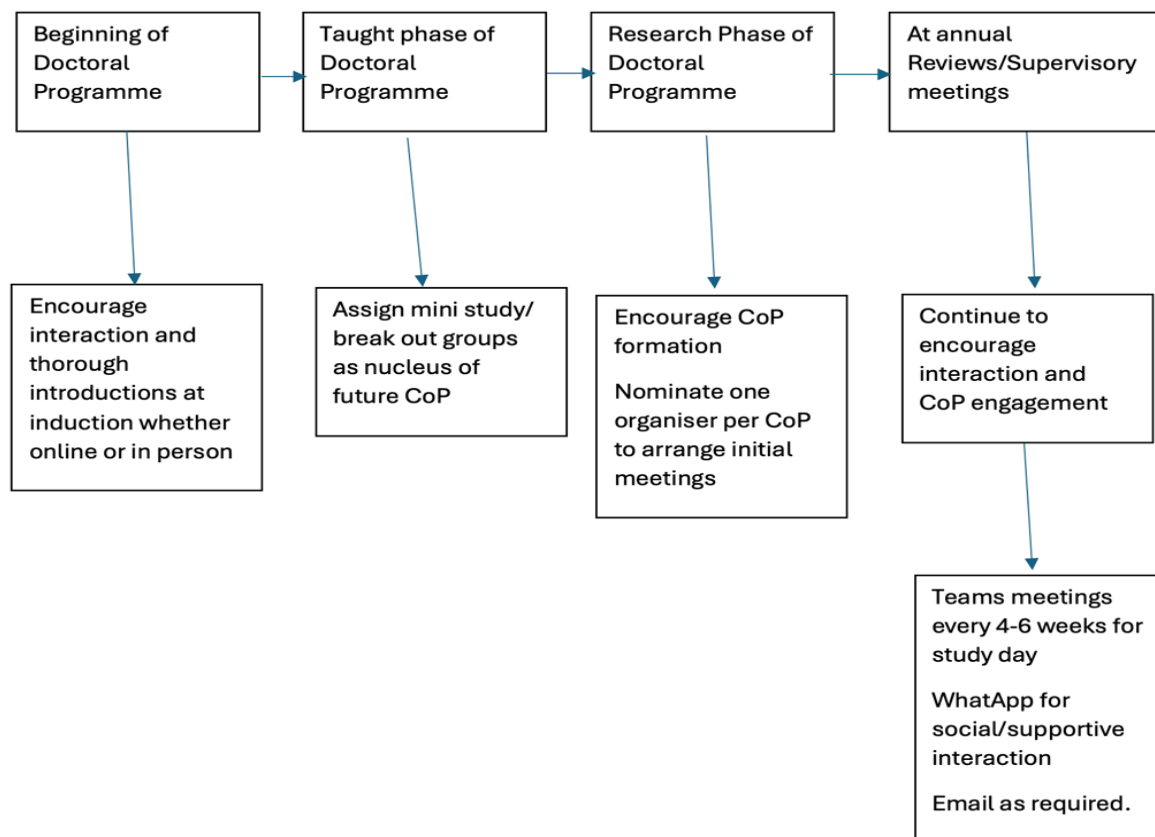 Beginning of
Doctoral
Programme
Taught phase of
Doctoral
Programme
Research Phase of
Doctoral
Programme
At annual
Reviews/Supervisory
meetings
Encourage
interaction and
thorough
introductions at
induction whether
online or in person
Assign mini study/
break out groups
as nucleus of
future CoP
Encourage CoP
formation
Nominate one
organiser per CoP
to arrange initial
meetings
Continue to
encourage
interaction and
CoP engagement
Teams meetings
every 4-6 weeks for
study day
WhatApp for
social/supportive
interaction
Email as required.